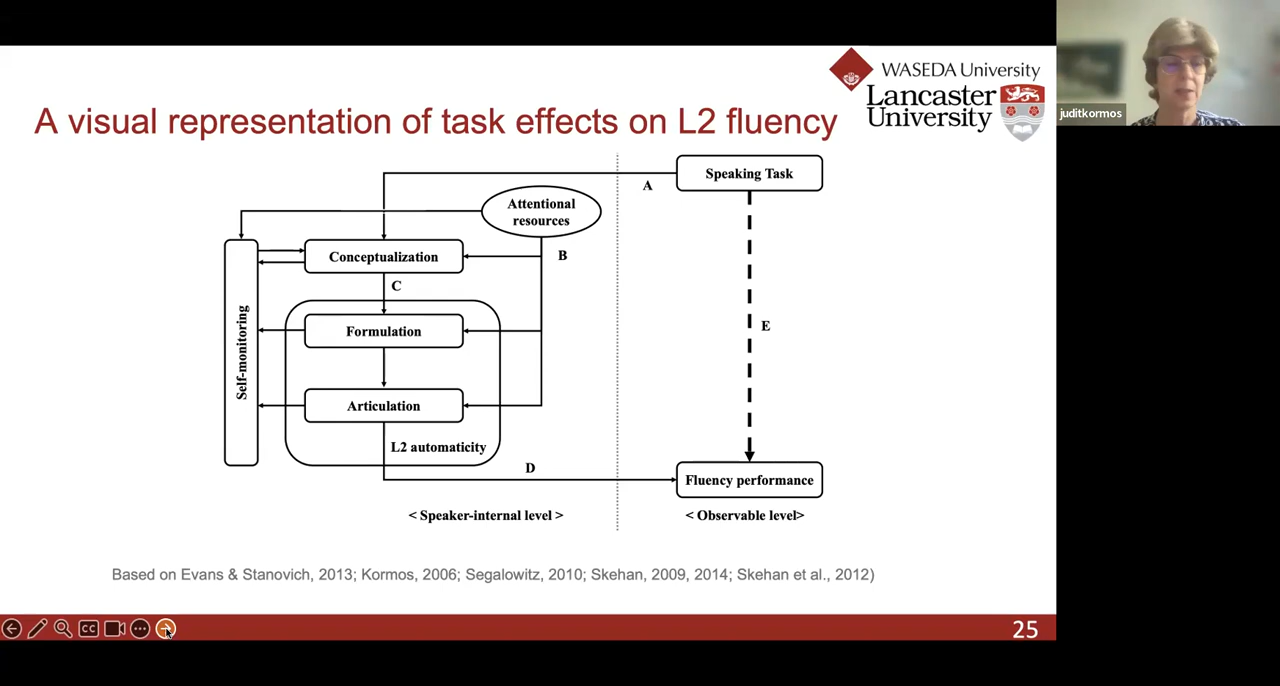 WASEDA University
Lancaster
University
A visual representation of task effects on L2 fluency
juditkormos
Speaking Task
A
Attentional
resources
B
Conceptualization
C
Formulation
Self-monitoring
E
Articulation
L2 automaticity
D
Fluency performance
< Speaker-internal level >
< Observable level>
Based on Evans & Stanovich, 2013; Kormos, 2006; Segalowitz, 2010; Skehan, 2009, 2014; Skehan et al., 2012)
CC
25